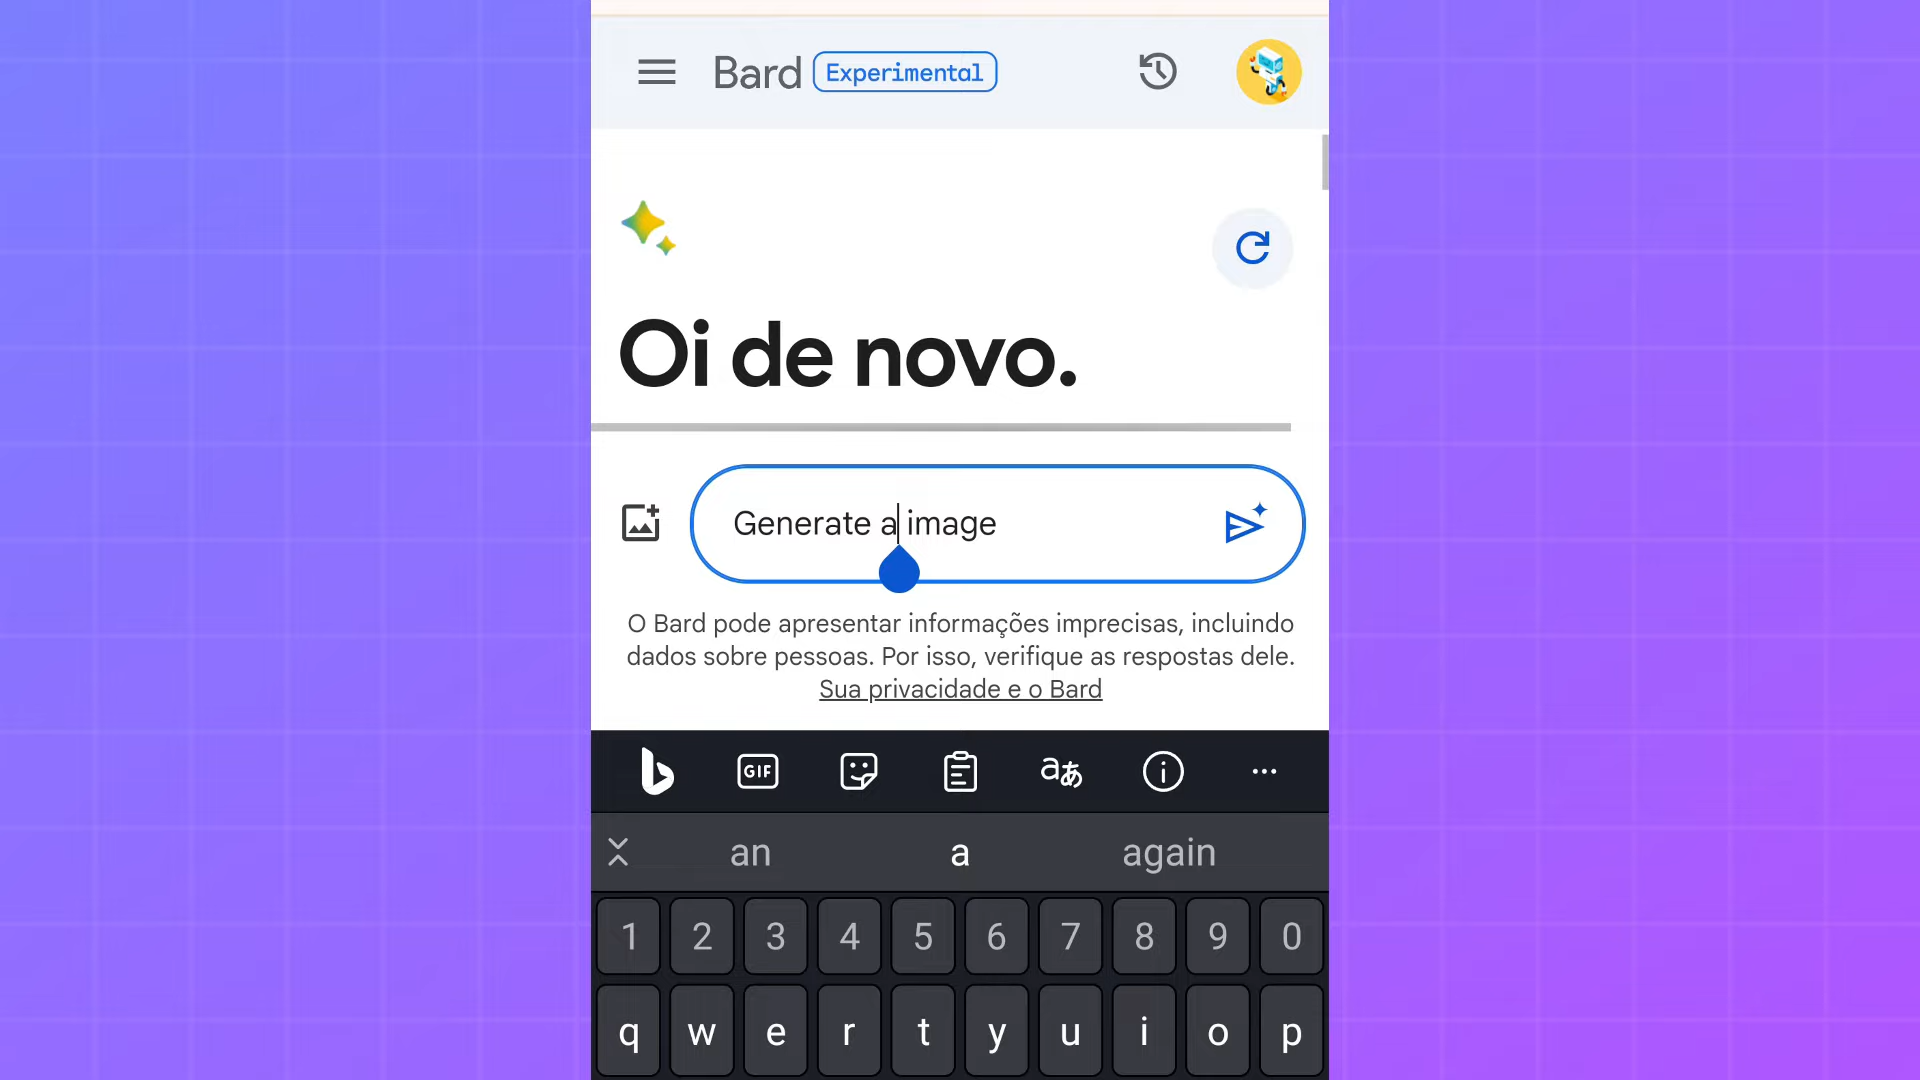 Bard Experimental
Oi de novo.
Generate a image
O Bard pode apresentar informações imprecisas, incluindo
dados sobre pessoas. Por isso, verifique as respostas dele.
Sua privacidade e o Bard
GIF aあ
an a again
1 2 3 4 5 6 7 8 9 0
q w e r t y u i o p